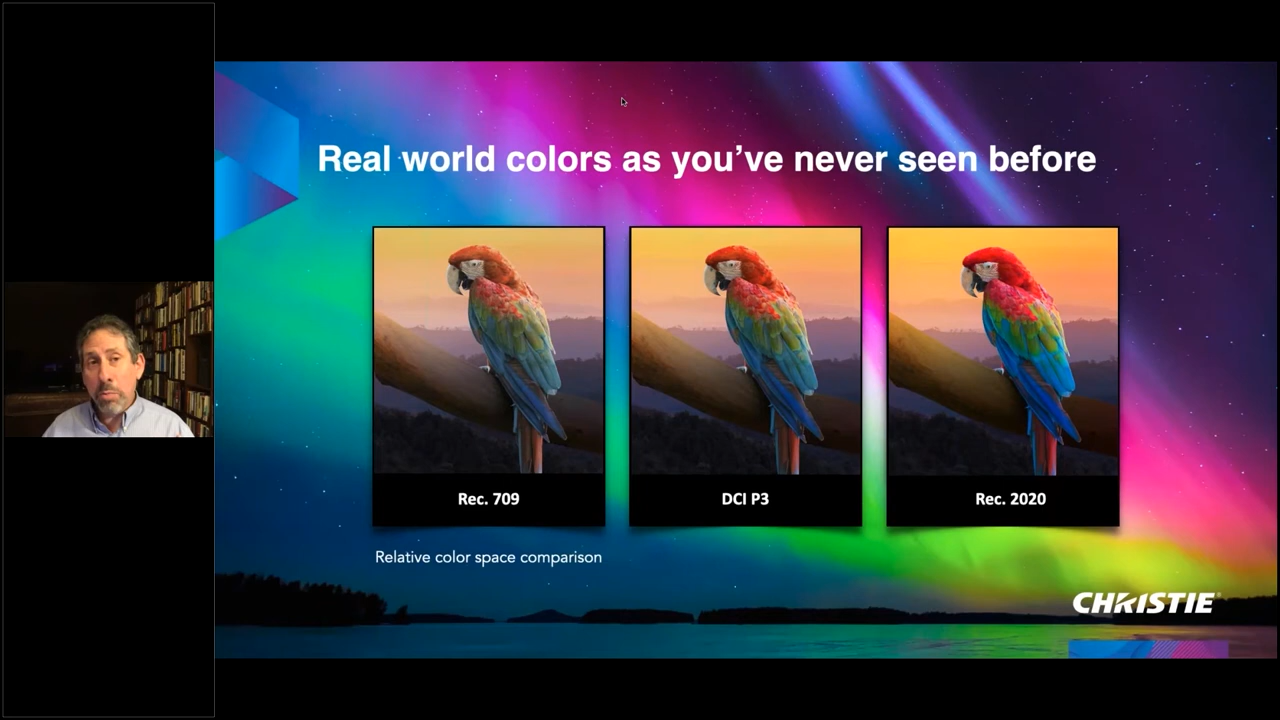 Real world colors as you’ve never seen before
Rec. 709
DCI P3
Rec. 2020
Relative color space comparison
CHRISTIE